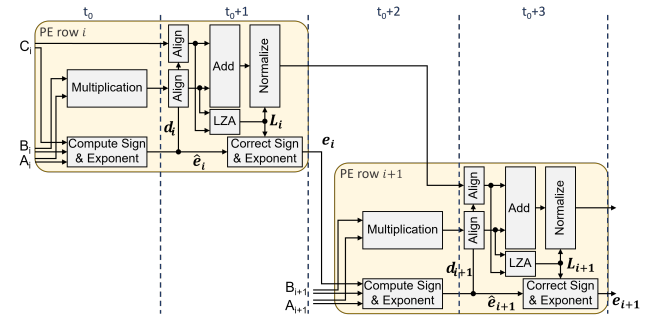 t₀
t₀+1
t₀+2
t₀+3
PE row i
Cᵢ
Align
Add
Normalize
Multiplication
Align
LZA
Lᵢ
dᵢ
Bᵢ
Aᵢ
Compute Sign
& Exponent
êᵢ
Correct Sign
& Exponent
eᵢ
PE row i+1
Align
Add
Normalize
Multiplication
Align
LZA
Lᵢ₊₁
dᵢ₊₁
Bᵢ₊₁
Aᵢ₊₁
Compute Sign
& Exponent
êᵢ₊₁
Correct Sign
& Exponent
eᵢ₊₁